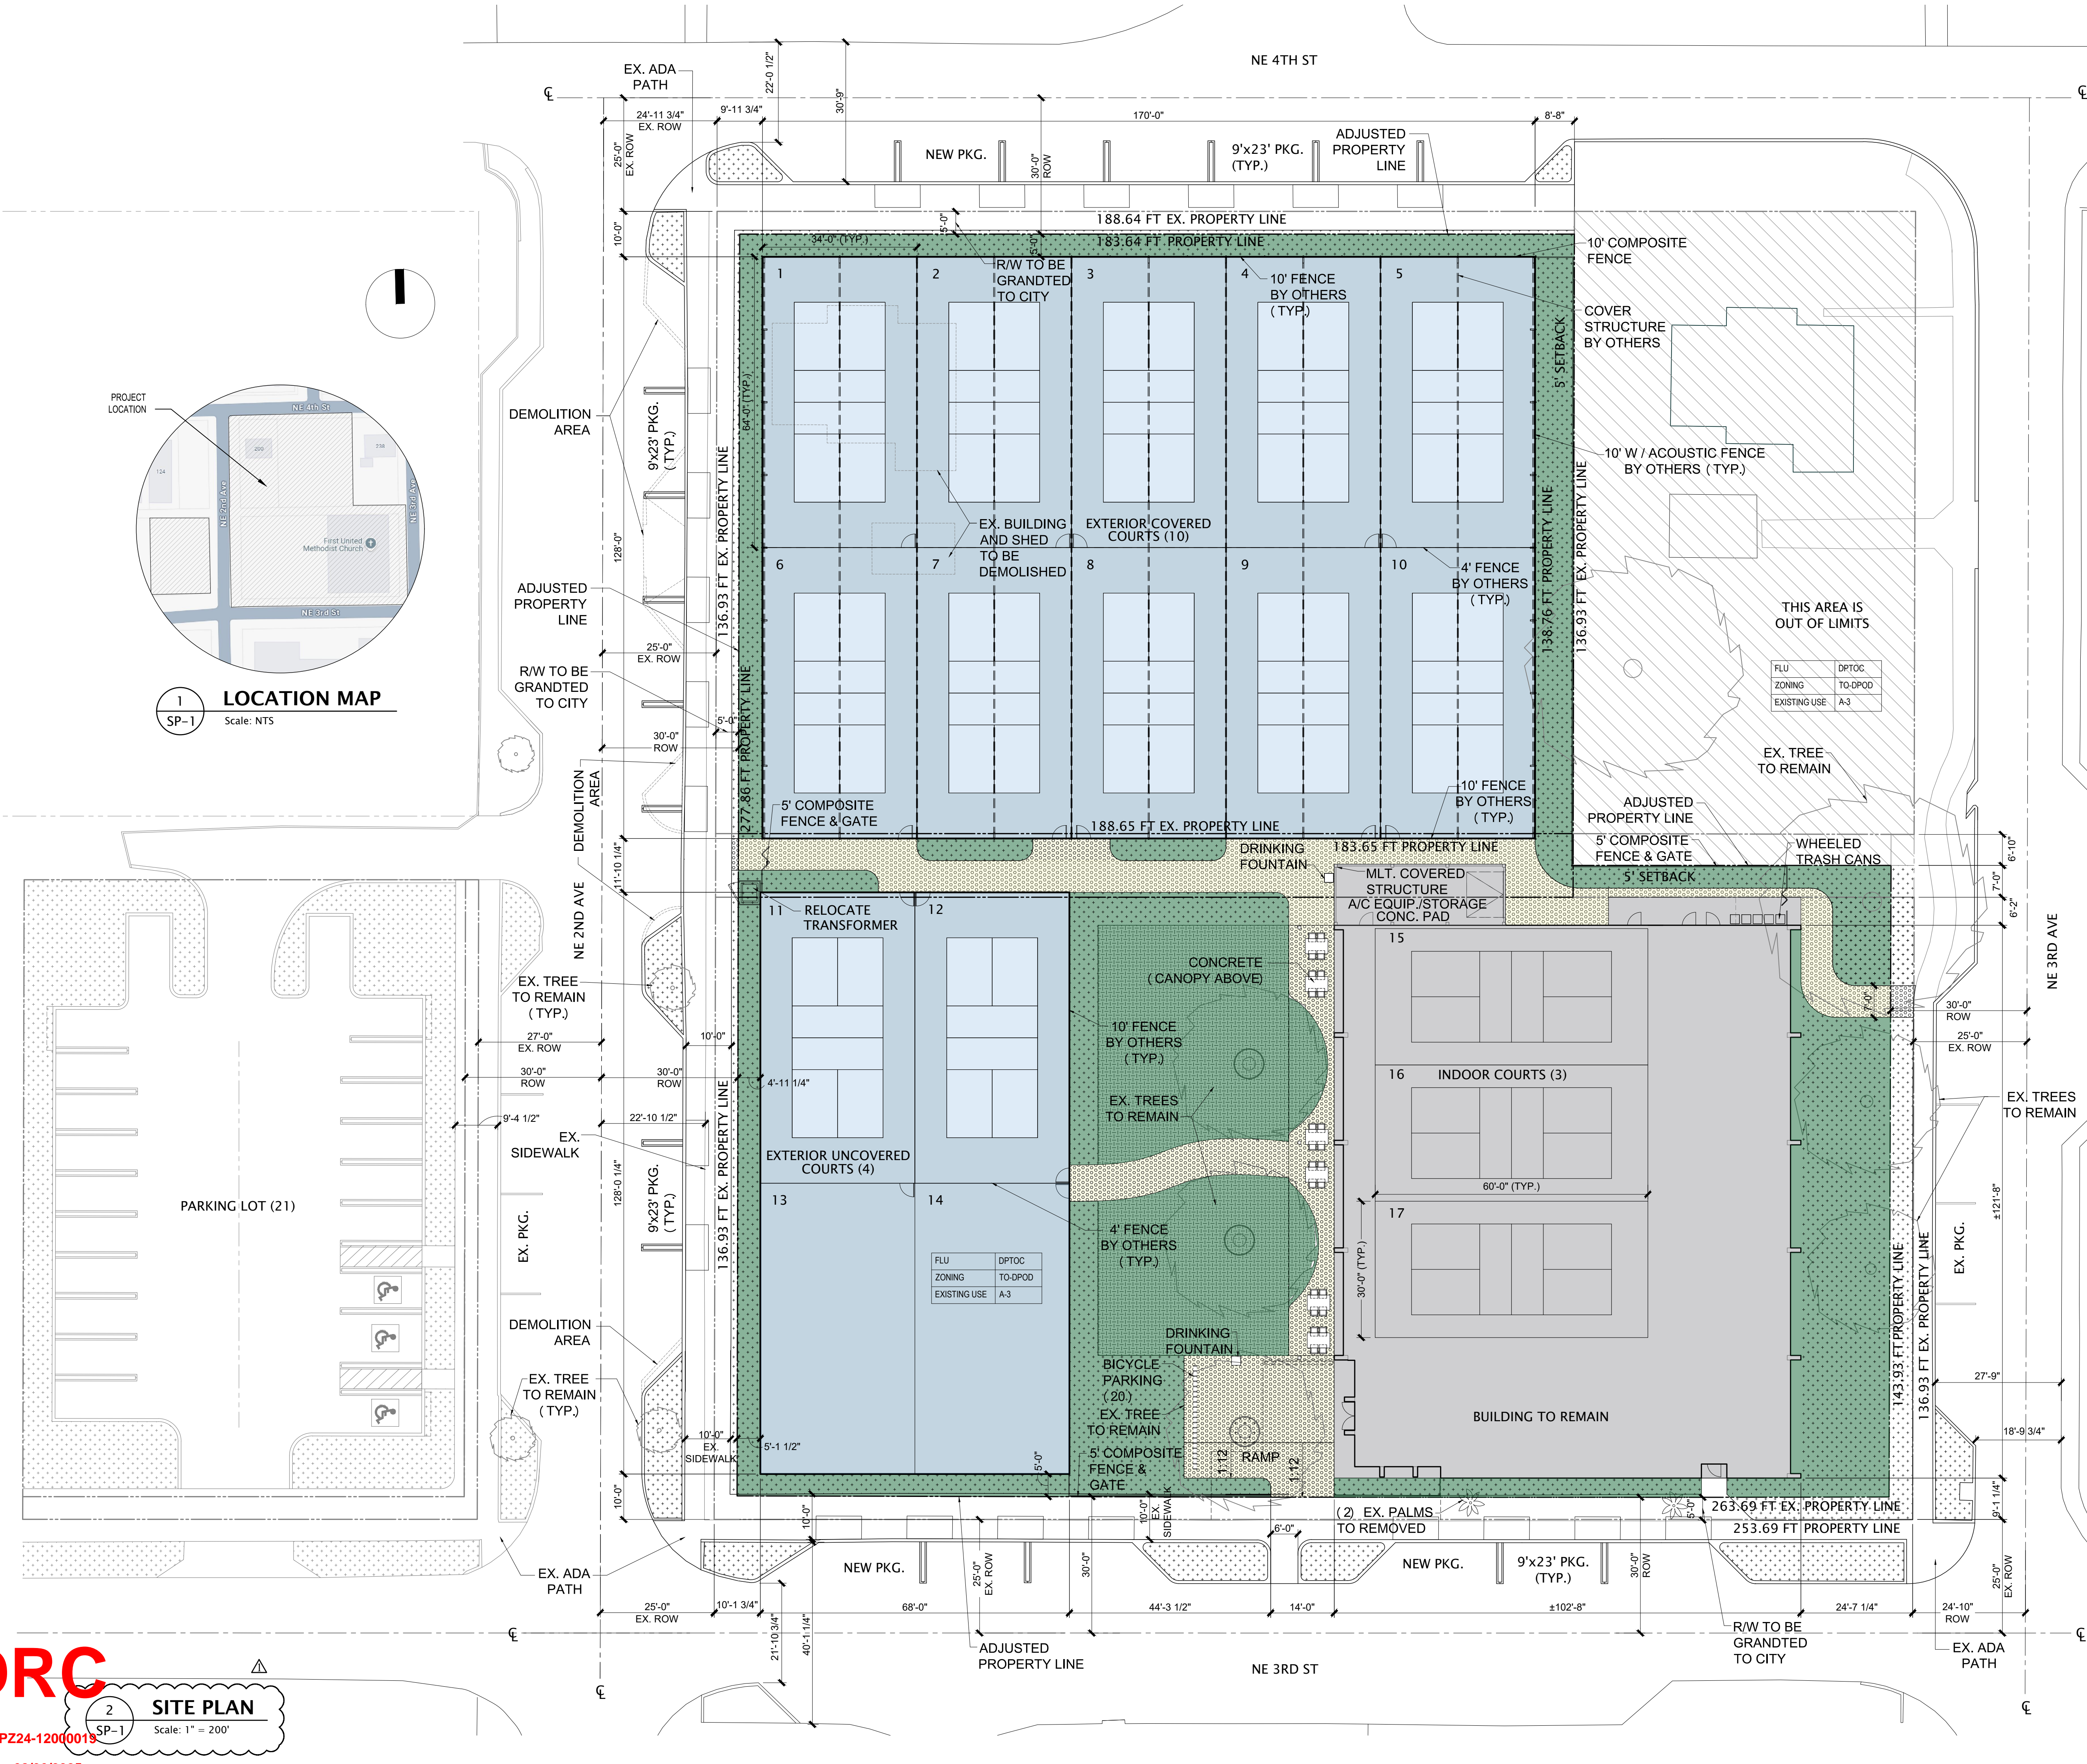 NE 4TH ST
EX. ADA
PATH
22'-0 1/2"
30'-9"
℄
℄
24'-11 3/4"
EX. ROW
9'-11 3/4"
170'-0"
8'-8"
25'-0"
EX. ROW
NEW PKG.
30'-0"
ROW
9'x23' PKG.
(TYP.)
ADJUSTED
PROPERTY
LINE
188.64 FT EX. PROPERTY LINE
5'-0"
10'-0"
34'-0" (TYP.)
5'-0"
183.64 FT PROPERTY LINE
10' COMPOSITE
FENCE
R/W TO BE
GRANDTED
TO CITY
1
2
3
4
5
10' FENCE
BY OTHERS
( TYP.)
COVER
STRUCTURE
BY OTHERS
5' SETBACK
64'-0" (TYP.)
PROJECT
LOCATION
NE 4th St
200
236
124
NE 2nd Ave
NE 3rd Ave
First United
Methodist Church
NE 3rd St
1
SP-1
LOCATION MAP
Scale: NTS
DEMOLITION
AREA
9'x23' PKG.
( TYP.)
136.93 FT EX. PROPERTY LINE
10' W / ACOUSTIC FENCE
BY OTHERS ( TYP.)
EX. BUILDING
AND SHED
TO BE
DEMOLISHED
EXTERIOR COVERED
COURTS (10)
128'-0"
6
7
8
9
10
4' FENCE
BY OTHERS
( TYP.)
138.76 FT PROPERTY LINE
136.93 FT EX. PROPERTY LINE
ADJUSTED
PROPERTY
LINE
THIS AREA IS
OUT OF LIMITS
25'-0"
EX. ROW
FLU DPTOC
ZONING TO-DPOD
EXISTING USE A-3
R/W TO BE
GRANDTED
TO CITY
5'-0"
30'-0"
ROW
277.86 FT PROPERTY LINE
EX. TREE
TO REMAIN
DEMOLITION
AREA
5' COMPOSITE
FENCE & GATE
10' FENCE
BY OTHERS
( TYP.)
ADJUSTED
PROPERTY LINE
188.65 FT EX. PROPERTY LINE
183.65 FT PROPERTY LINE
5' COMPOSITE
FENCE & GATE
WHEELED
TRASH CANS
6'-10"
DRINKING
FOUNTAIN
11'-10 1/4"
MLT. COVERED
STRUCTURE
A/C EQUIP./STORAGE
CONC. PAD
5' SETBACK
7'-0"
6'-2"
NE 2ND AVE
11
RELOCATE
TRANSFORMER
12
15
NE 3RD AVE
CONCRETE
( CANOPY ABOVE)
EX. TREE
TO REMAIN
( TYP.)
7'-0"
30'-0"
ROW
10' FENCE
BY OTHERS
( TYP.)
27'-0"
EX. ROW
10'-0"
25'-0"
EX. ROW
30'-0"
ROW
30'-0"
ROW
4'-11 1/4"
16
INDOOR COURTS (3)
9'-4 1/2"
22'-10 1/2"
EX. TREES
TO REMAIN
EX. TREES
TO REMAIN
EX.
SIDEWALK
136.93 FT EX. PROPERTY LINE
EXTERIOR UNCOVERED
COURTS (4)
60'-0" (TYP.)
PARKING LOT (21)
EX. PKG.
128'-0 1/4"
9'x23' PKG.
( TYP.)
13
14
17
±121'-8"
4' FENCE
BY OTHERS
( TYP.)
FLU DPTOC
ZONING TO-DPOD
EXISTING USE A-3
30'-0" (TYP.)
EX. PKG.
143.93 FT PROPERTY LINE
136.93 FT EX. PROPERTY LINE
DEMOLITION
AREA
DRINKING
FOUNTAIN
BICYCLE
PARKING
( 20 )
27'-9"
EX. TREE
TO REMAIN
( TYP.)
EX. TREE
TO REMAIN
BUILDING TO REMAIN
18'-9 3/4"
10'-0"
EX.
SIDEWALK
5'-1 1/2"
5'-0"
5' COMPOSITE
FENCE &
GATE
1:12
RAMP
1:12
10'-0"
10'-0"
10'-0"
EX.
SIDEWALK
( 2) EX. PALMS
TO REMOVED
5'-0"
263.69 FT EX. PROPERTY LINE
253.69 FT PROPERTY LINE
9'-1 1/4"
6'-0"
EX. ADA
PATH
NEW PKG.
25'-0"
EX. ROW
30'-0"
NEW PKG.
9'x23' PKG.
(TYP.)
30'-0"
ROW
25'-0"
EX. ROW
25'-0"
EX. ROW
10'-1 3/4"
68'-0"
44'-3 1/2"
14'-0"
±102'-8"
24'-7 1/4"
24'-10"
ROW
℄
℄
21'-10 3/4"
40'-1 1/4"
ADJUSTED
PROPERTY LINE
NE 3RD ST
R/W TO BE
GRANDTED
TO CITY
EX. ADA
PATH
℄
℄
DRC
1
2
SP-1
SITE PLAN
Scale: 1" = 200'
PZ24-12000019